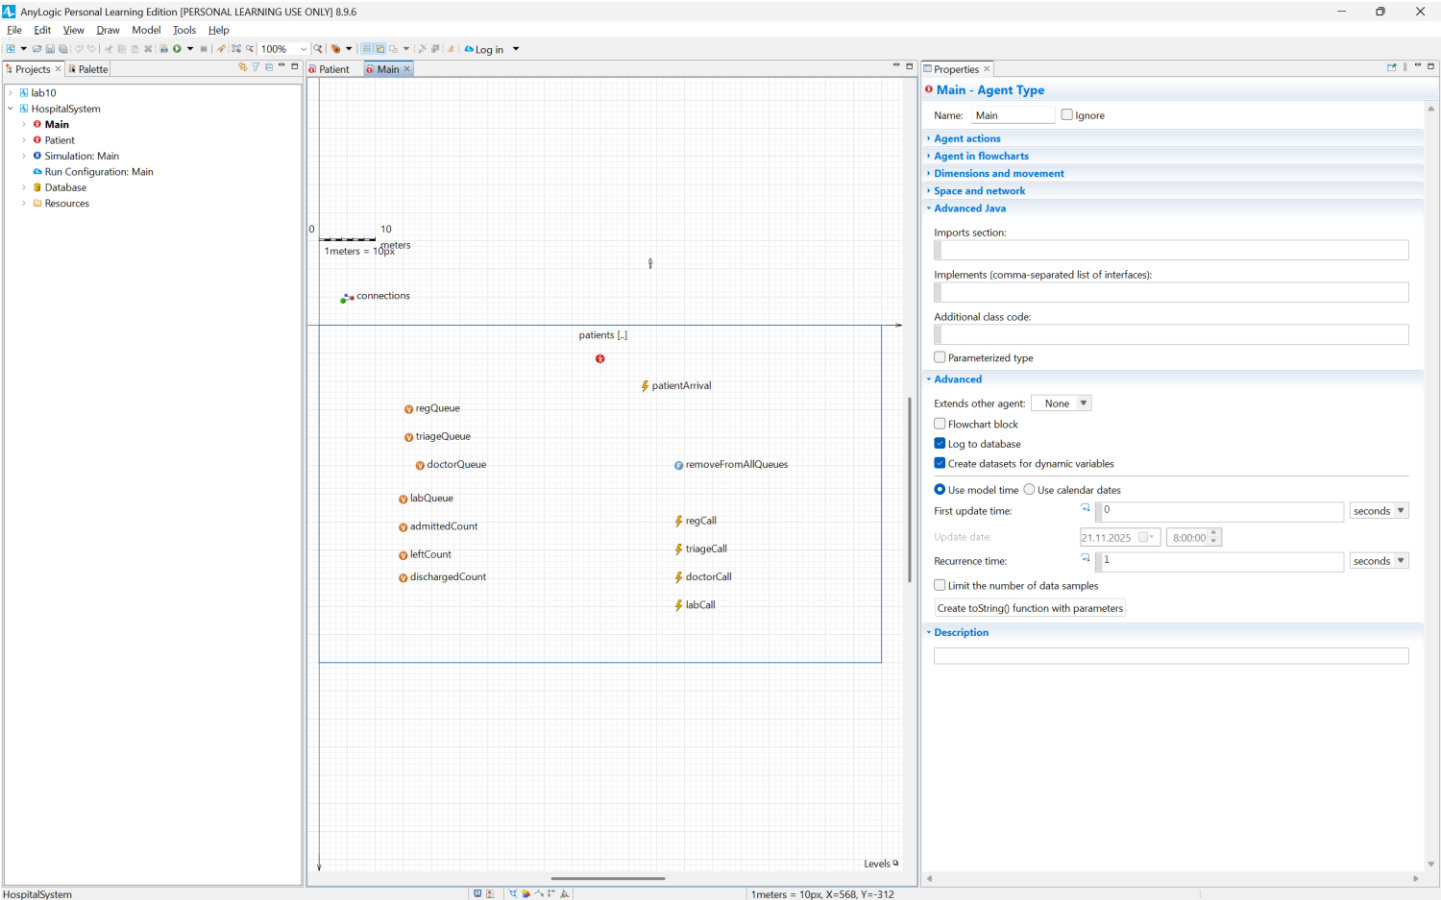 AnyLogic Personal Learning Edition [PERSONAL LEARNING USE ONLY] 8.9.6
File Edit View Draw Model Tools Help
100% Log in
Projects Palette
lab10
HospitalSystem
Main
Patient
Simulation: Main
Run Configuration: Main
Database
Resources
Patient Main
0 10
meters
1meters = 10px
connections
patients [..]
patientArrival
regQueue
triageQueue
doctorQueue
removeFromAllQueues
labQueue
regCall
admittedCount
triageCall
leftCount
dischargedCount
doctorCall
labCall
Levels
Properties
Main - Agent Type
Name: Main Ignore
Agent actions
Agent in flowcharts
Dimensions and movement
Space and network
Advanced Java
Imports section:
Implements (comma-separated list of interfaces):
Additional class code:
Parameterized type
Advanced
Extends other agent: None
Flowchart block
Log to database
Create datasets for dynamic variables
Use model time Use calendar dates
First update time: 0 seconds
Update date: 21.11.2025 8:00:00
Recurrence time: 1 seconds
Limit the number of data samples
Create toString() function with parameters
Description
HospitalSystem
1meters = 10px, X=568, Y=-312